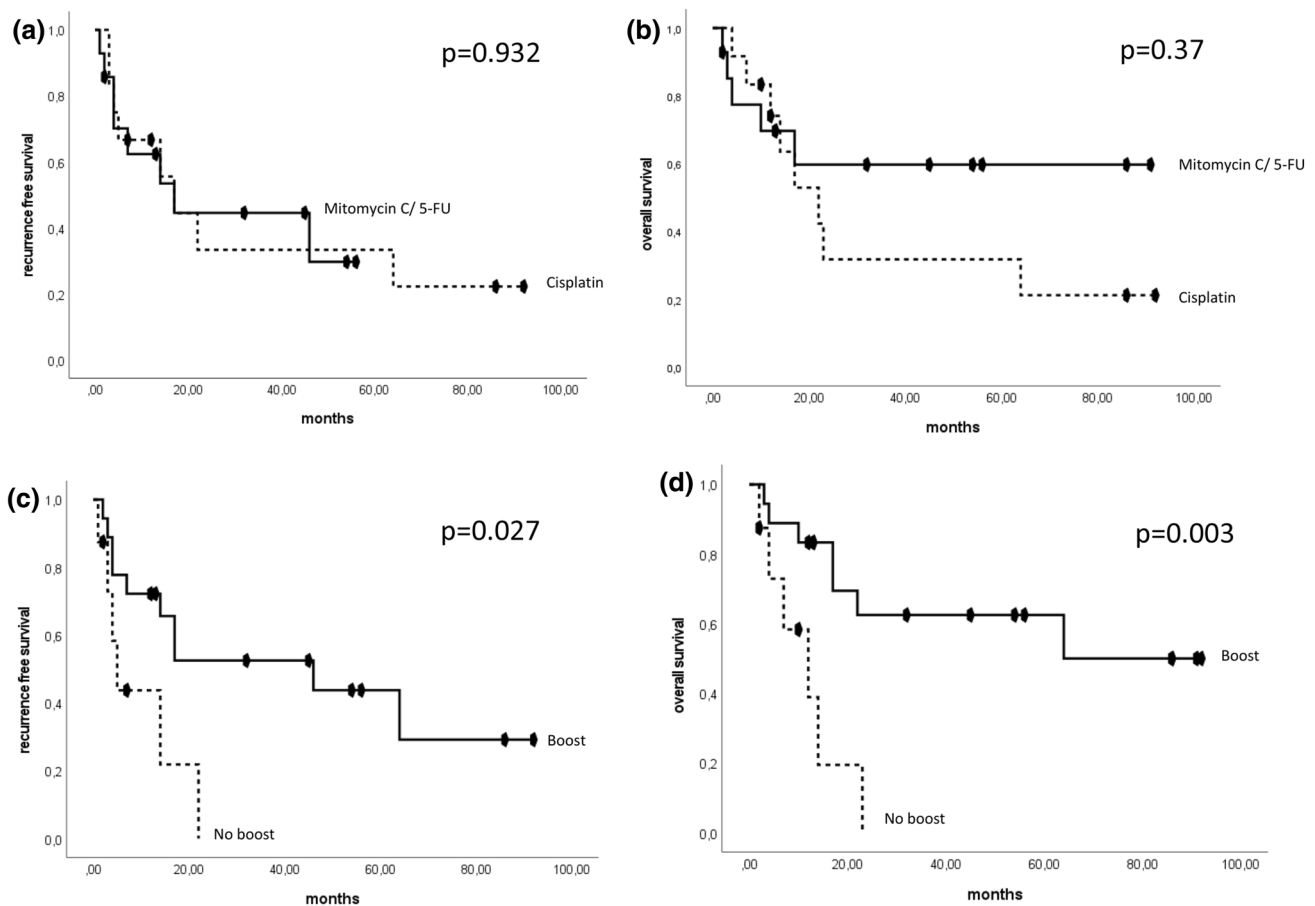 (a)
p=0.932
recurrence free survival
1,0
0,8
0,6
0,4
0,2
0,0
Mitomycin C/ 5-FU
Cisplatin
,00 20,00 40,00 60,00 80,00 100,00
months
(b)
p=0.37
overall survival
1,0
0,8
0,6
0,4
0,2
0,0
Mitomycin C/ 5-FU
Cisplatin
,00 20,00 40,00 60,00 80,00 100,00
months
(c)
p=0.027
recurrence free survival
1,0
0,8
0,6
0,4
0,2
0,0
Boost
No boost
,00 20,00 40,00 60,00 80,00 100,00
months
(d)
p=0.003
overall survival
1,0
0,8
0,6
0,4
0,2
0,0
Boost
No boost
,00 20,00 40,00 60,00 80,00 100,00
months